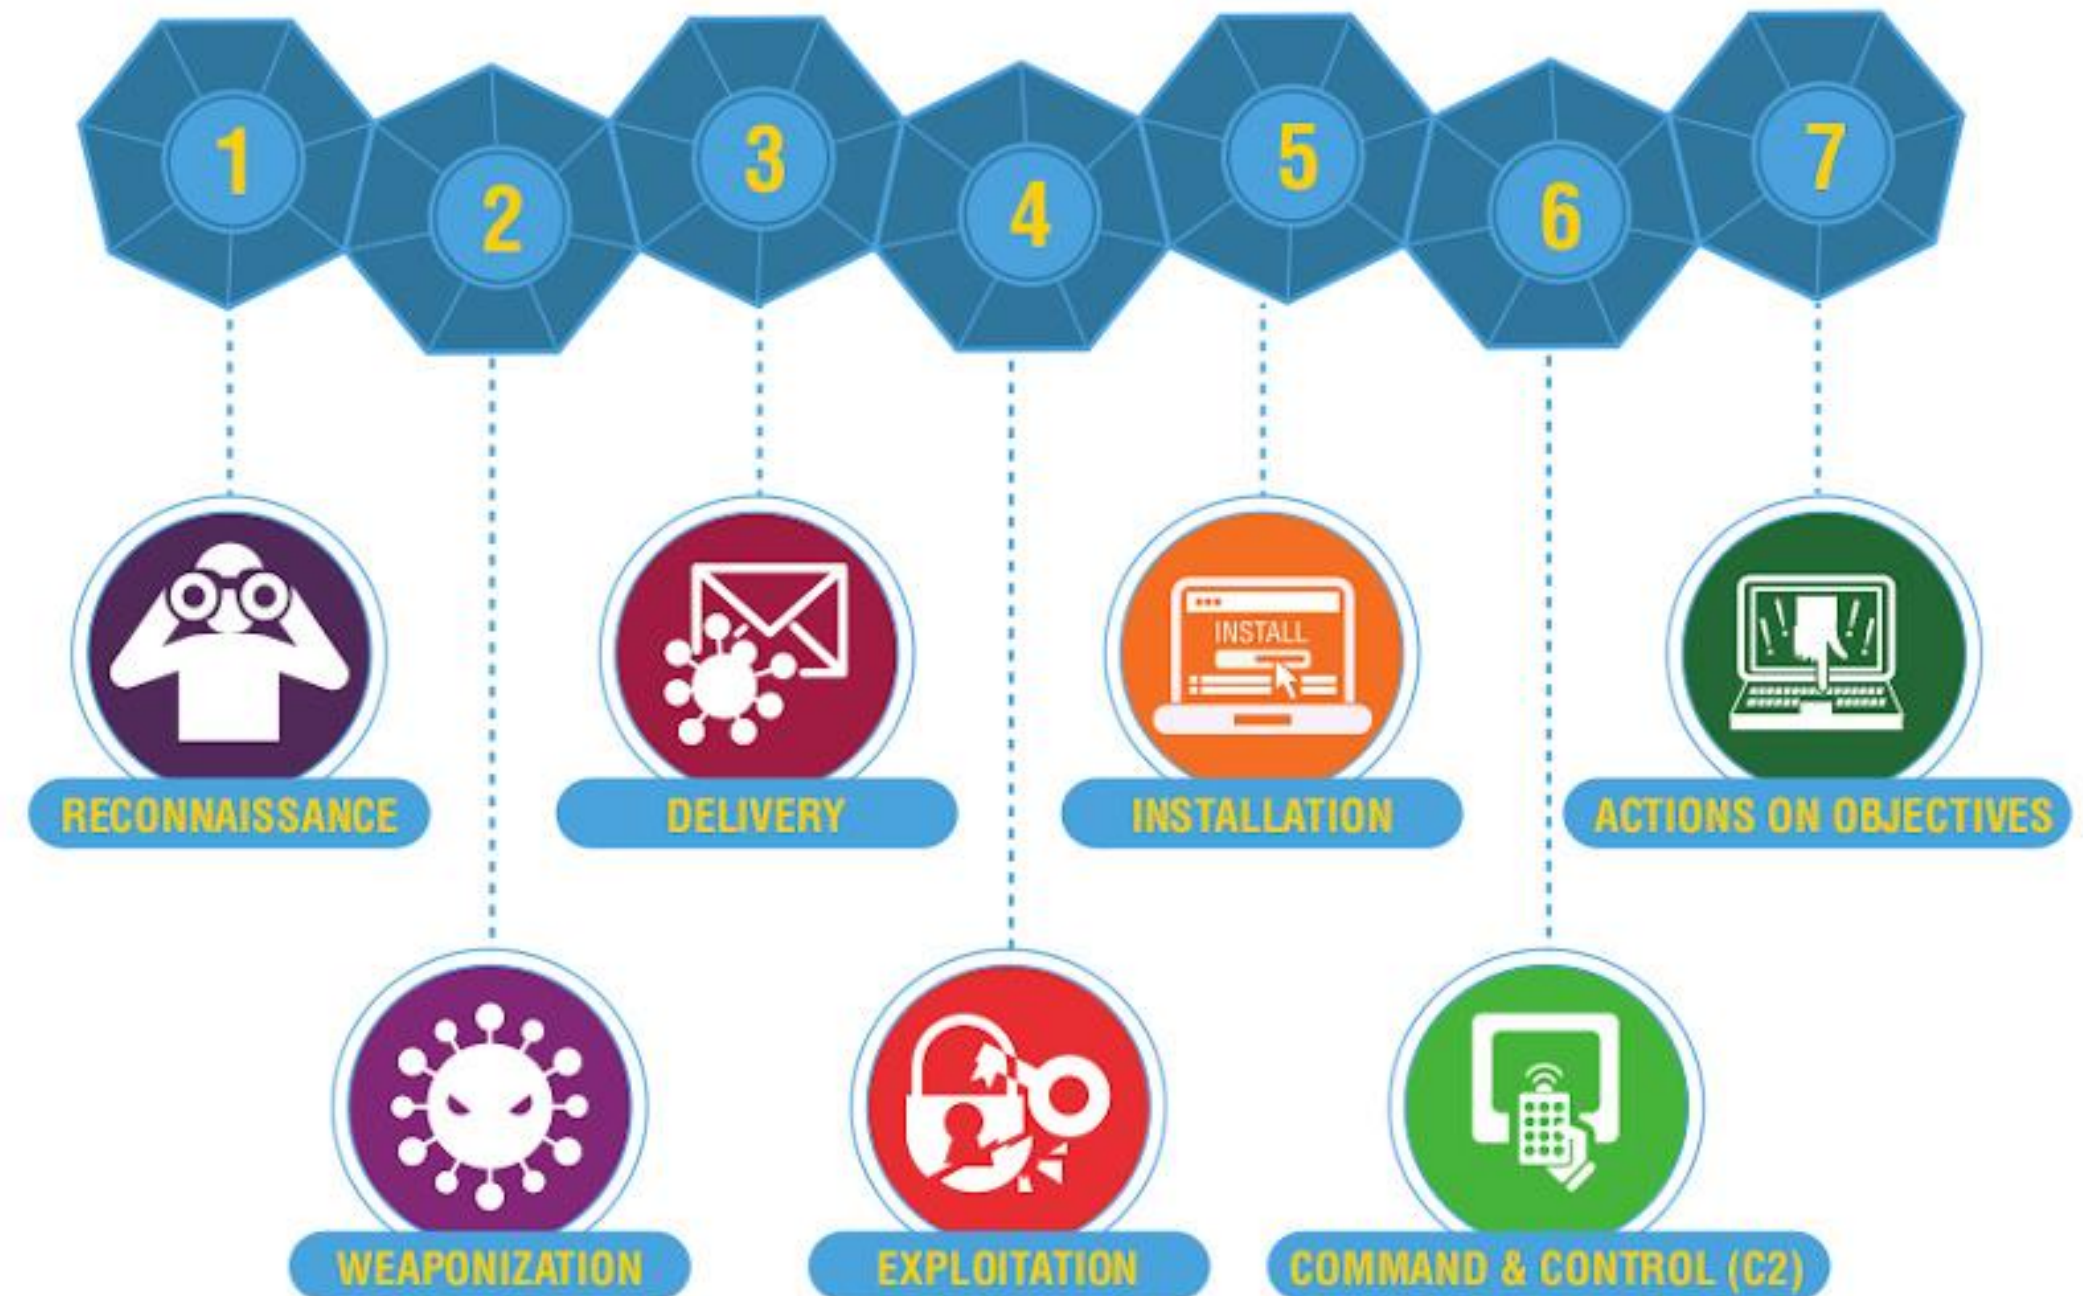 1
2
3
4
5
6
7
INSTALL
RECONNAISSANCE
DELIVERY
INSTALLATION
ACTIONS ON OBJECTIVES
WEAPONIZATION
EXPLOITATION
COMMAND & CONTROL (C2)